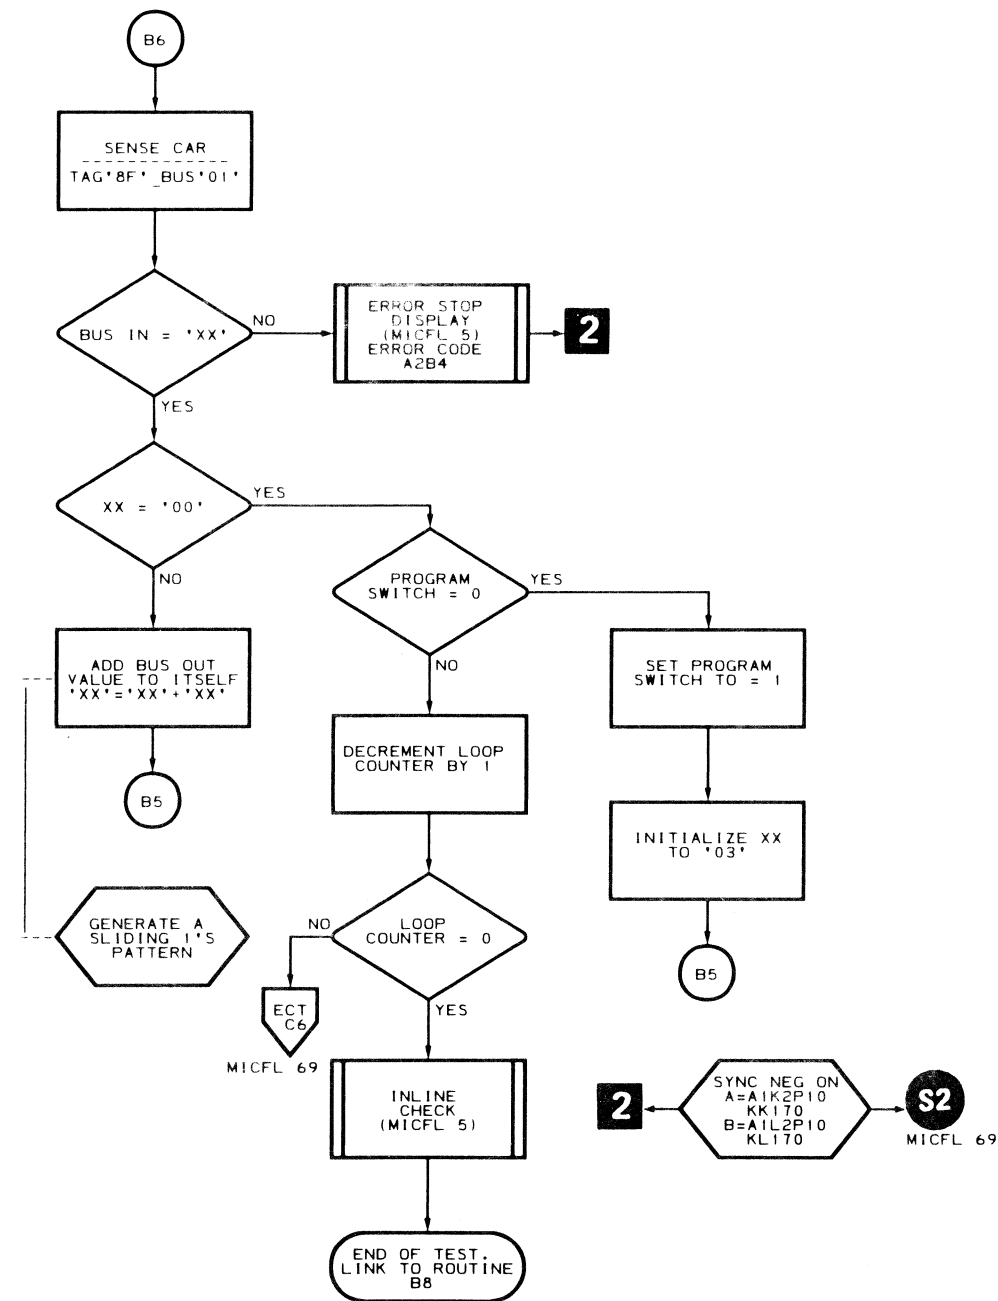 B6
SENSE CAR
TAG'8F'_BUS'01'
BUS IN = 'XX'
NO
ERROR STOP
DISPLAY
(MICFL 5)
ERROR CODE
A2B4
2
YES
XX = '00'
YES
NO
PROGRAM
SWITCH = 0
YES
NO
ADD BUS OUT
VALUE TO ITSELF
'XX'='XX'+'XX'
SET PROGRAM
SWITCH TO = 1
DECREMENT LOOP
COUNTER BY 1
B5
INITIALIZE XX
TO '03'
GENERATE A
SLIDING 1'S
PATTERN
NO
LOOP
COUNTER = 0
B5
YES
ECT
C6
MICFL 69
INLINE
CHECK
(MICFL 5)
2
SYNC NEG ON
A=A1K2P10
KK170
B=A1L2P10
KL170
S2
MICFL 69
END OF TEST.
LINK TO ROUTINE
B8